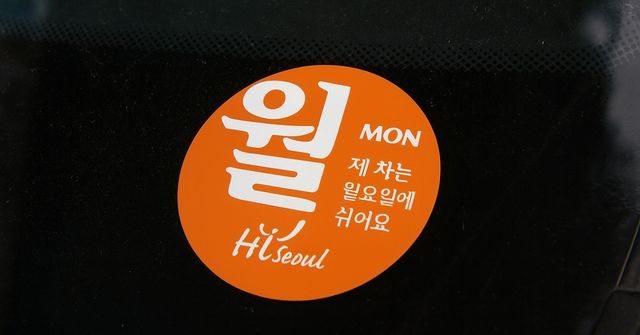 월
MON
제 차는
월요일에
쉬어요
Hi Seoul